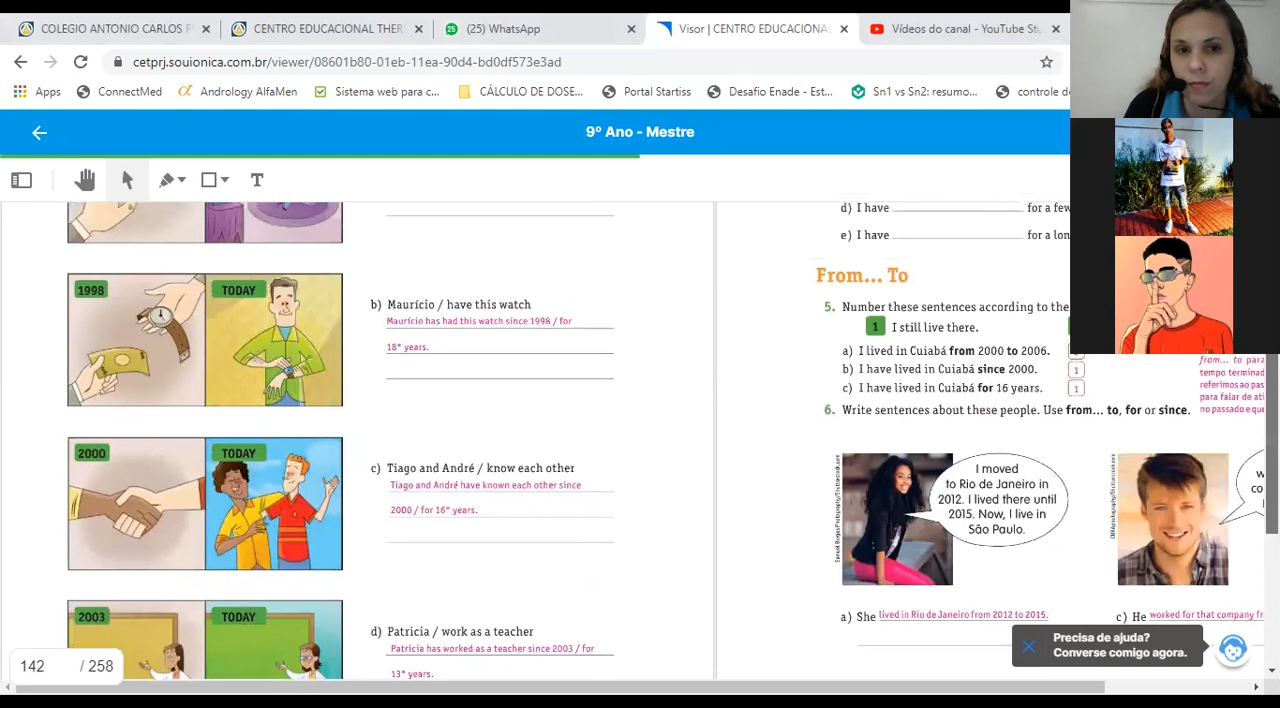 COLEGIO ANTONIO CARLOS
CENTRO EDUCACIONAL THER
(25) WhatsApp
Visor | CENTRO EDUCACIONA
Vídeos do canal - YouTube Stu
cetprj.souionica.com.br/viewer/08601b80-01eb-11ea-90d4-bd0df573e3ad
Apps
ConnectMed
Andrology AlfaMen
Sistema web para c...
CÁLCULO DE DOSE...
Portal Startiss
Desafio Enade - Est...
Sn1 vs Sn2: resumo...
controle d
9º Ano - Mestre
1998
TODAY
b) Maurício / have this watch
Maurício has had this watch since 1998 / for
18* years.
2000
TODAY
c) Tiago and André / know each other
Tiago and André have known each other since
2000 / for 16* years.
2003
TODAY
d) Patricia / work as a teacher
Patricia has worked as a teacher since 2003 / for
13* years.
142 / 258
d) I have for a few
e) I have for a lon
From... To
5. Number these sentences according to the
1 I still live there.
a) I lived in Cuiabá from 2000 to 2006.
b) I have lived in Cuiabá since 2000. 1
c) I have lived in Cuiabá for 16 years. 1
from... to para
tempo terminad
referimos ao pas
para falar de ati
no passado e que
6. Write sentences about these people. Use from... to, for or since.
I moved
to Rio de Janeiro in
2012. I lived there until
2015. Now, I live in
São Paulo.
a) She lived in Rio de Janeiro from 2012 to 2015.
c) He worked for that company fr
Precisa de ajuda?
Converse comigo agora.